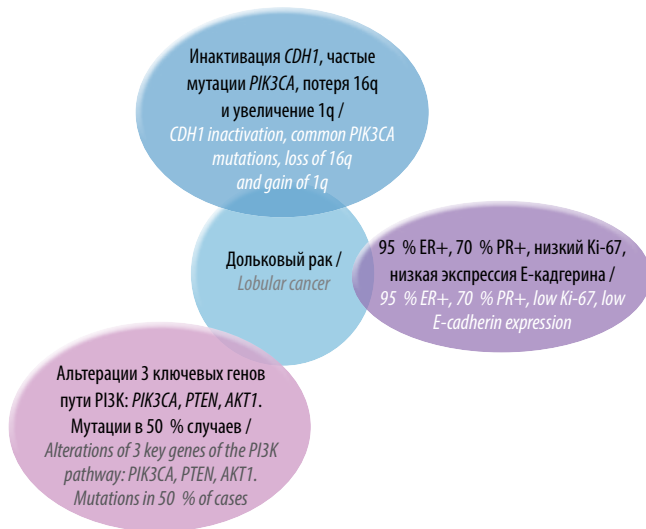 Инактивация CDH1, частые
мутации PIK3CA, потеря 16q
и увеличение 1q /
CDH1 inactivation, common PIK3CA
mutations, loss of 16q
and gain of 1q
Дольковый рак /
Lobular cancer
95 % ER+, 70 % PR+, низкий Ki-67,
низкая экспрессия Е-кадгерина /
95 % ER+, 70 % PR+, low Ki-67, low
E-cadherin expression
Альтерации 3 ключевых генов
пути PI3K: PIK3CA, PTEN, AKT1.
Мутации в 50 % случаев /
Alterations of 3 key genes of the PI3K
pathway: PIK3CA, PTEN, AKT1.
Mutations in 50 % of cases